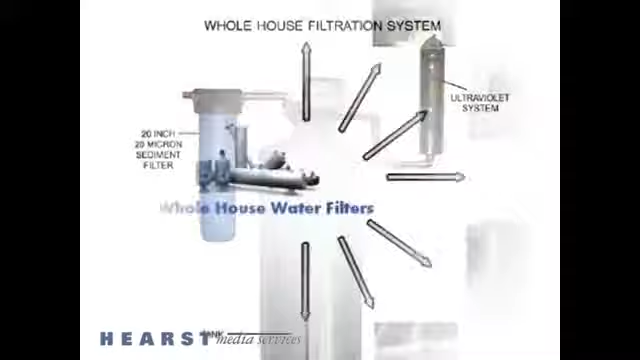 WHOLE HOUSE FILTRATION SYSTEM
ULTRAVIOLET
SYSTEM
20 INCH
20 MICRON
SEDIMENT
FILTER
Whole House Water Filters
TANK
HEARST media services